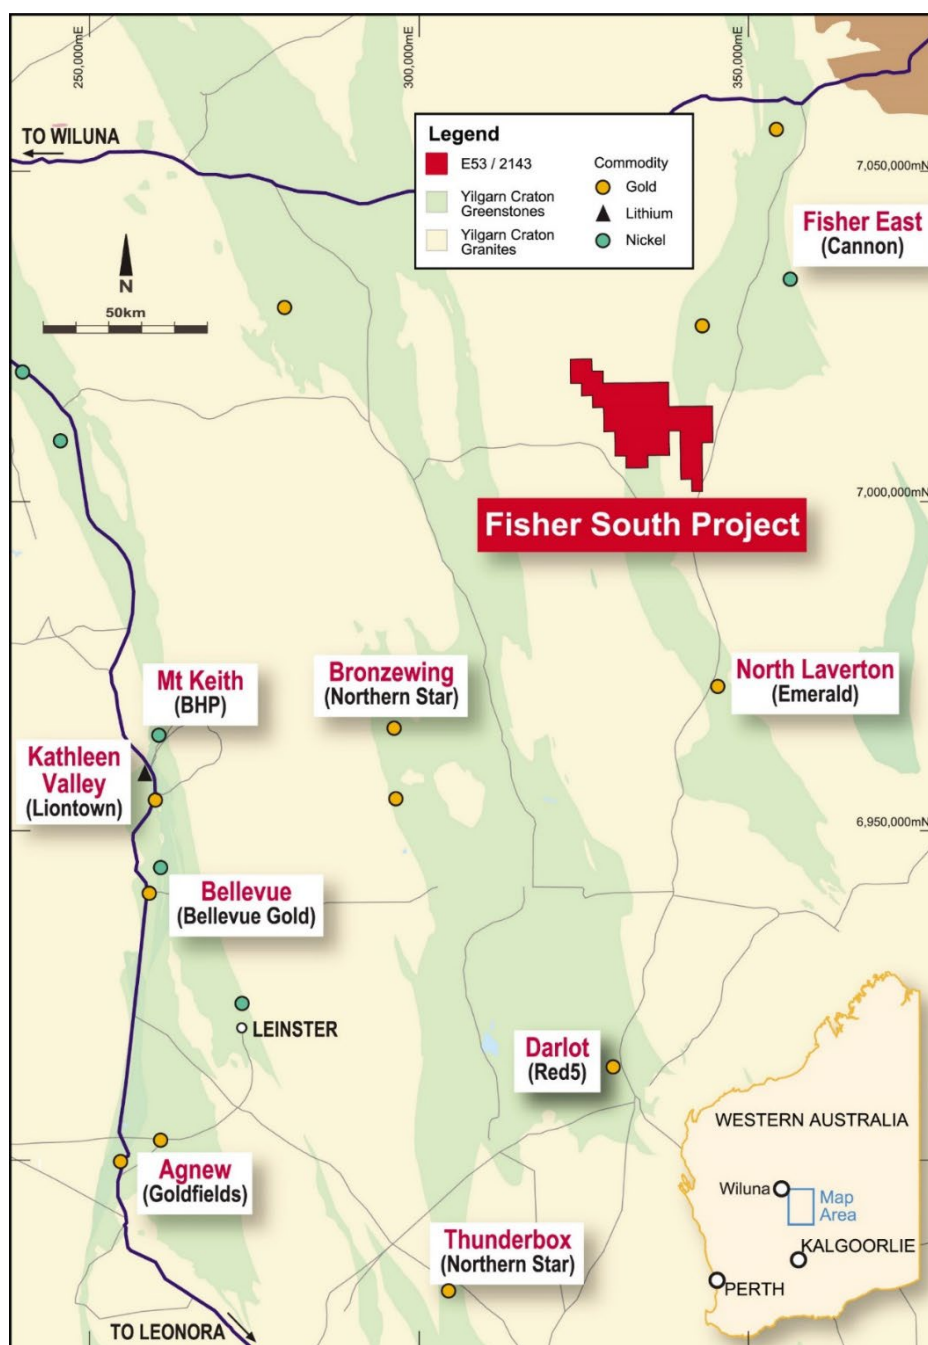 250,000mE
300,000mE
350,000mE
TO WILUNA
Legend
E53 / 2143
Yilgarn Craton
Greenstones
Yilgarn Craton
Granites
Commodity
Gold
Lithium
Nickel
7,050,000mN
Fisher East
(Cannon)
N
50km
7,000,000mN
Fisher South Project
Mt Keith
(BHP)
Bronzewing
(Northern Star)
North Laverton
(Emerald)
Kathleen
Valley
(Liontown)
6,950,000mN
Bellevue
(Bellevue Gold)
LEINSTER
Darlot
(Red5)
WESTERN AUSTRALIA
Agnew
(Goldfields)
Wiluna
Map
Area
Thunderbox
(Northern Star)
KALGOORLIE
PERTH
TO LEONORA